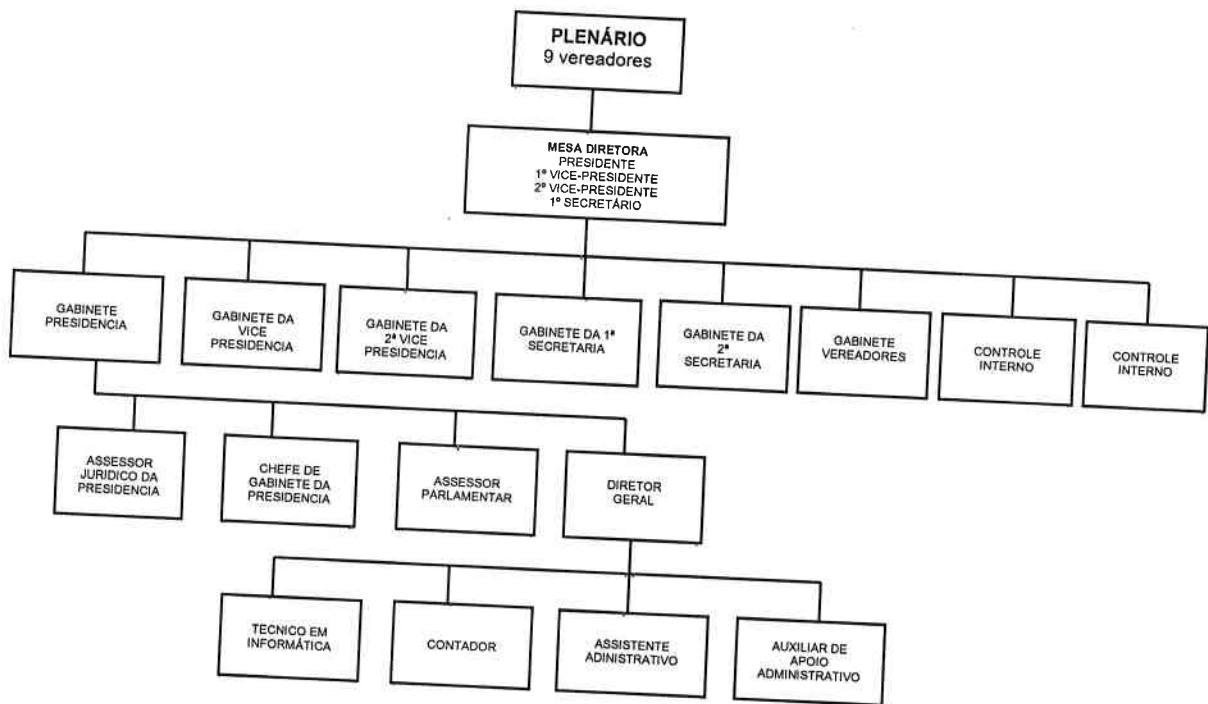 PLENÁRIO
9 vereadores
MESA DIRETORA
PRESIDENTE
1º VICE-PRESIDENTE
2º VICE-PRESIDENTE
1º SECRETÁRIO
GABINETE
PRESIDENCIA
GABINETE DA
VICE
PRESIDENCIA
GABINETE DA
2ª VICE
PRESIDENCIA
GABINETE DA 1ª
SECRETARIA
GABINETE DA
2ª
SECRETARIA
GABINETE
VEREADORES
CONTROLE
INTERNO
CONTROLE
INTERNO
ASSESSOR
JURIDICO DA
PRESIDENCIA
CHEFE DE
GABINETE DA
PRESIDENCIA
ASSESSOR
PARLAMENTAR
DIRETOR
GERAL
TECNICO EM
INFORMÁTICA
CONTADOR
ASSISTENTE
ADINISTRATIVO
AUXILIAR DE
APOIO
ADMINISTRATIVO